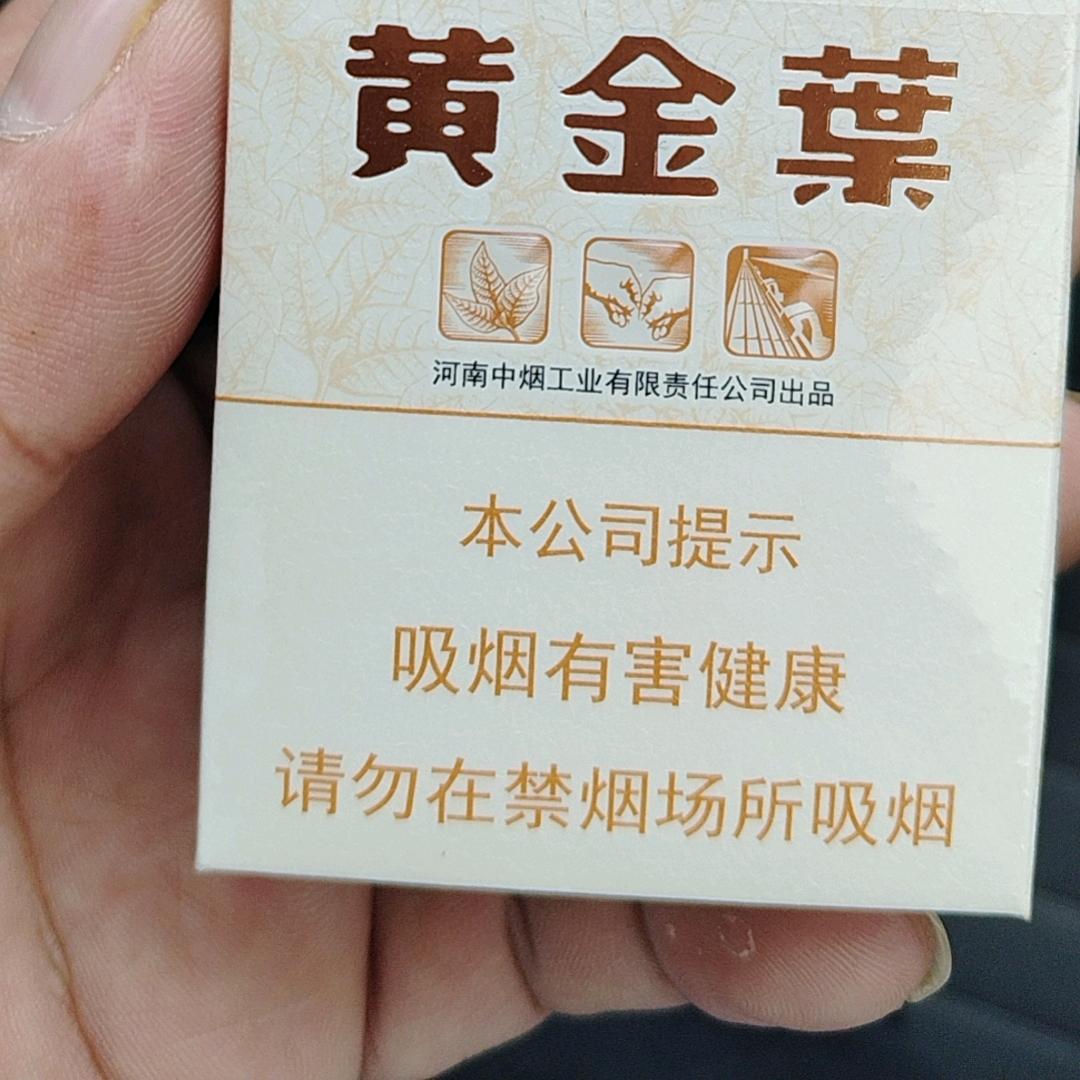 黄金葉
河南中烟工业有限责任公司出品
本公司提示
吸烟有害健康
请勿在禁烟场所吸烟